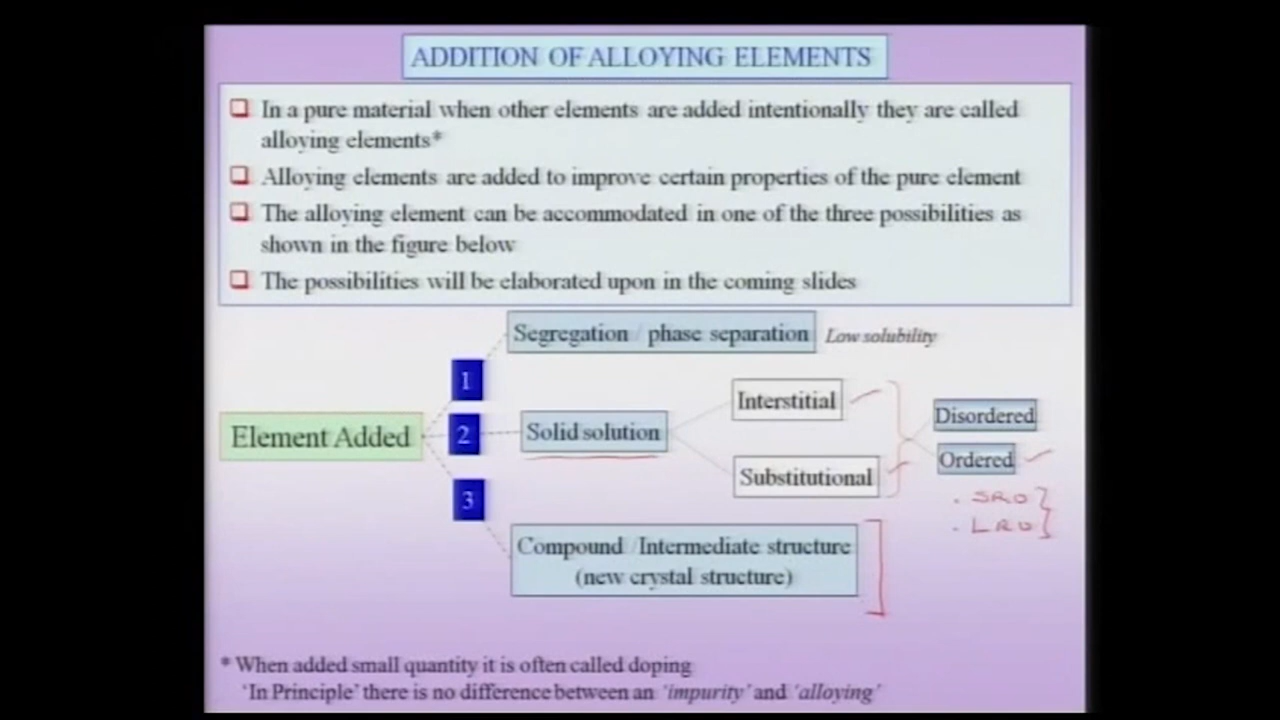 ADDITION OF ALLOYING ELEMENTS
In a pure material when other elements are added intentionally they are called
alloying elements*
Alloying elements are added to improve certain properties of the pure element
The alloying element can be accommodated in one of the three possibilities as
shown in the figure below
The possibilities will be elaborated upon in the coming slides
Segregation / phase separation
Low solubility
1
Element Added
2
Solid solution
Interstitial
Substitutional
Disordered
Ordered
. SRO
. LRO
3
Compound /Intermediate structure
(new crystal structure)
* When added small quantity it is often called doping
'In Principle' there is no difference between an 'impurity' and 'alloying'